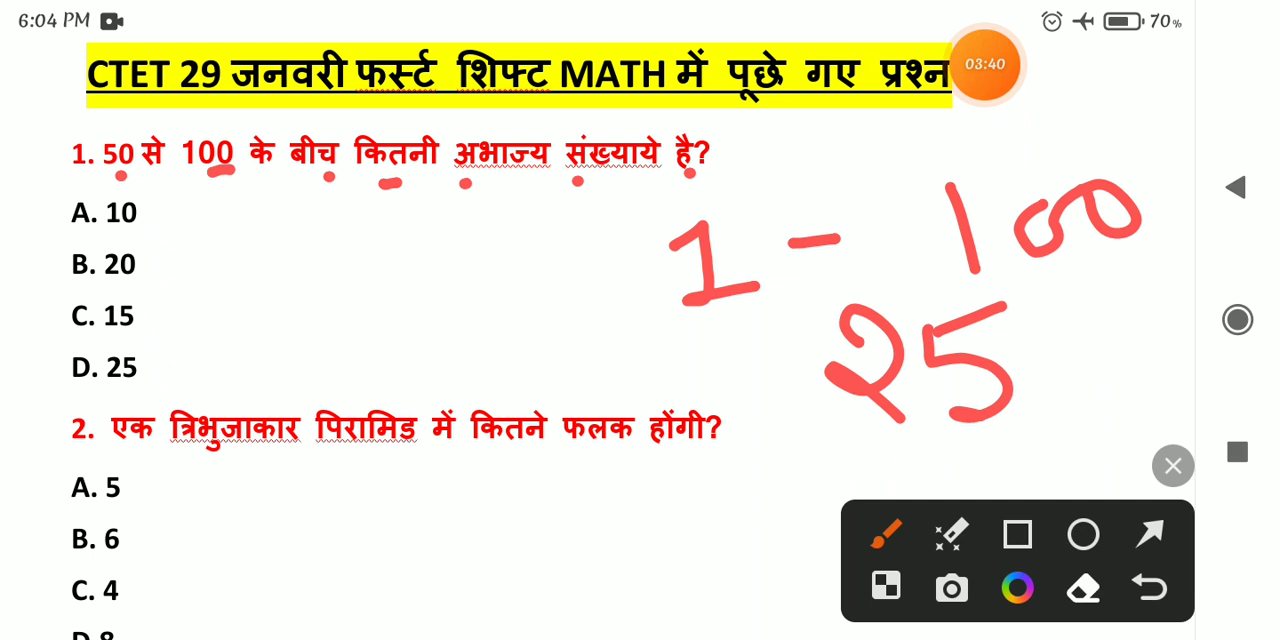 6:04 PM
70%
CTET 29 जनवरी फर्स्ट शिफ्ट MATH में पूछे गए प्रश्न
03:40
1. 50 से 100 के बीच कितनी अभाज्य संख्याये है?
A. 10
1 - 100
B. 20
C. 15
25
D. 25
2. एक त्रिभुजाकार पिरामिड में कितने फलक होंगी?
A. 5
B. 6
C. 4
D 8